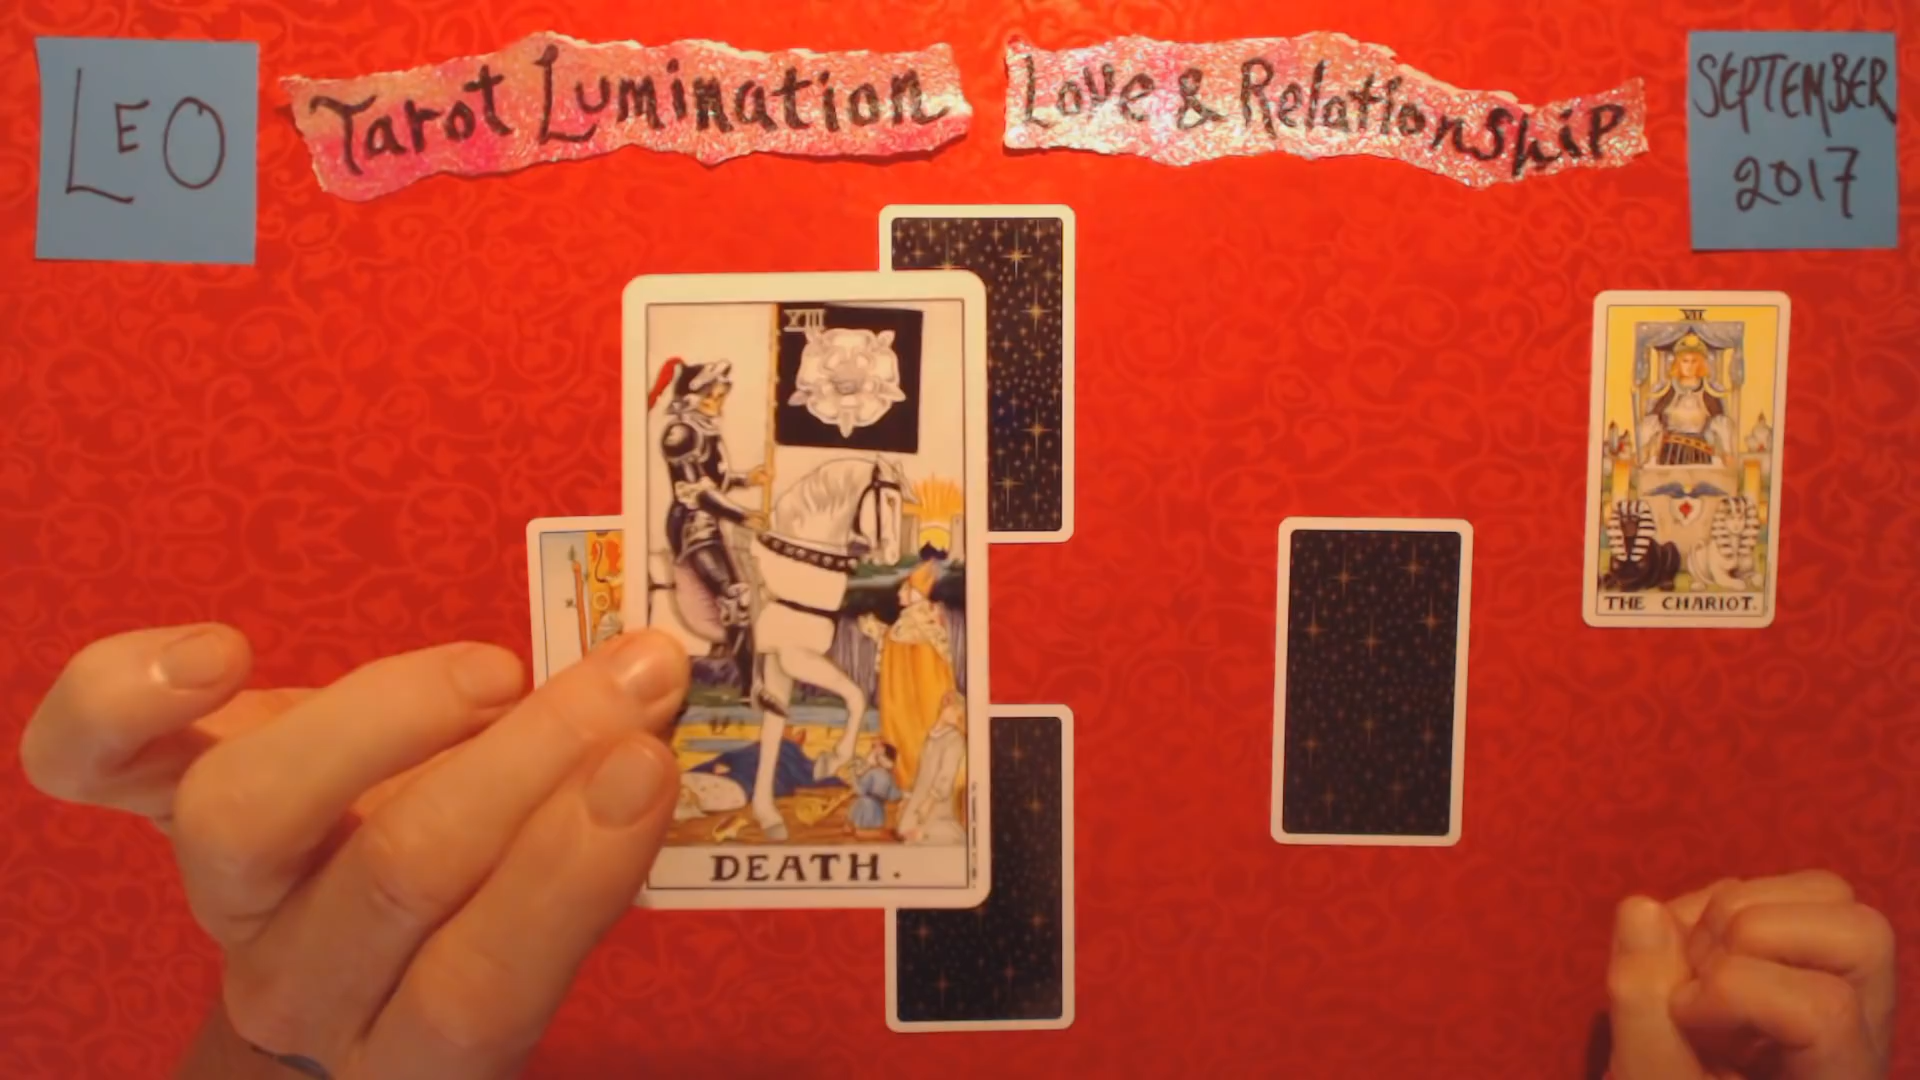 LEO
Tarot Lumination
Love & Relationship
SEPTEMBER
2017
XIII
DEATH.
VII
THE CHARIOT.